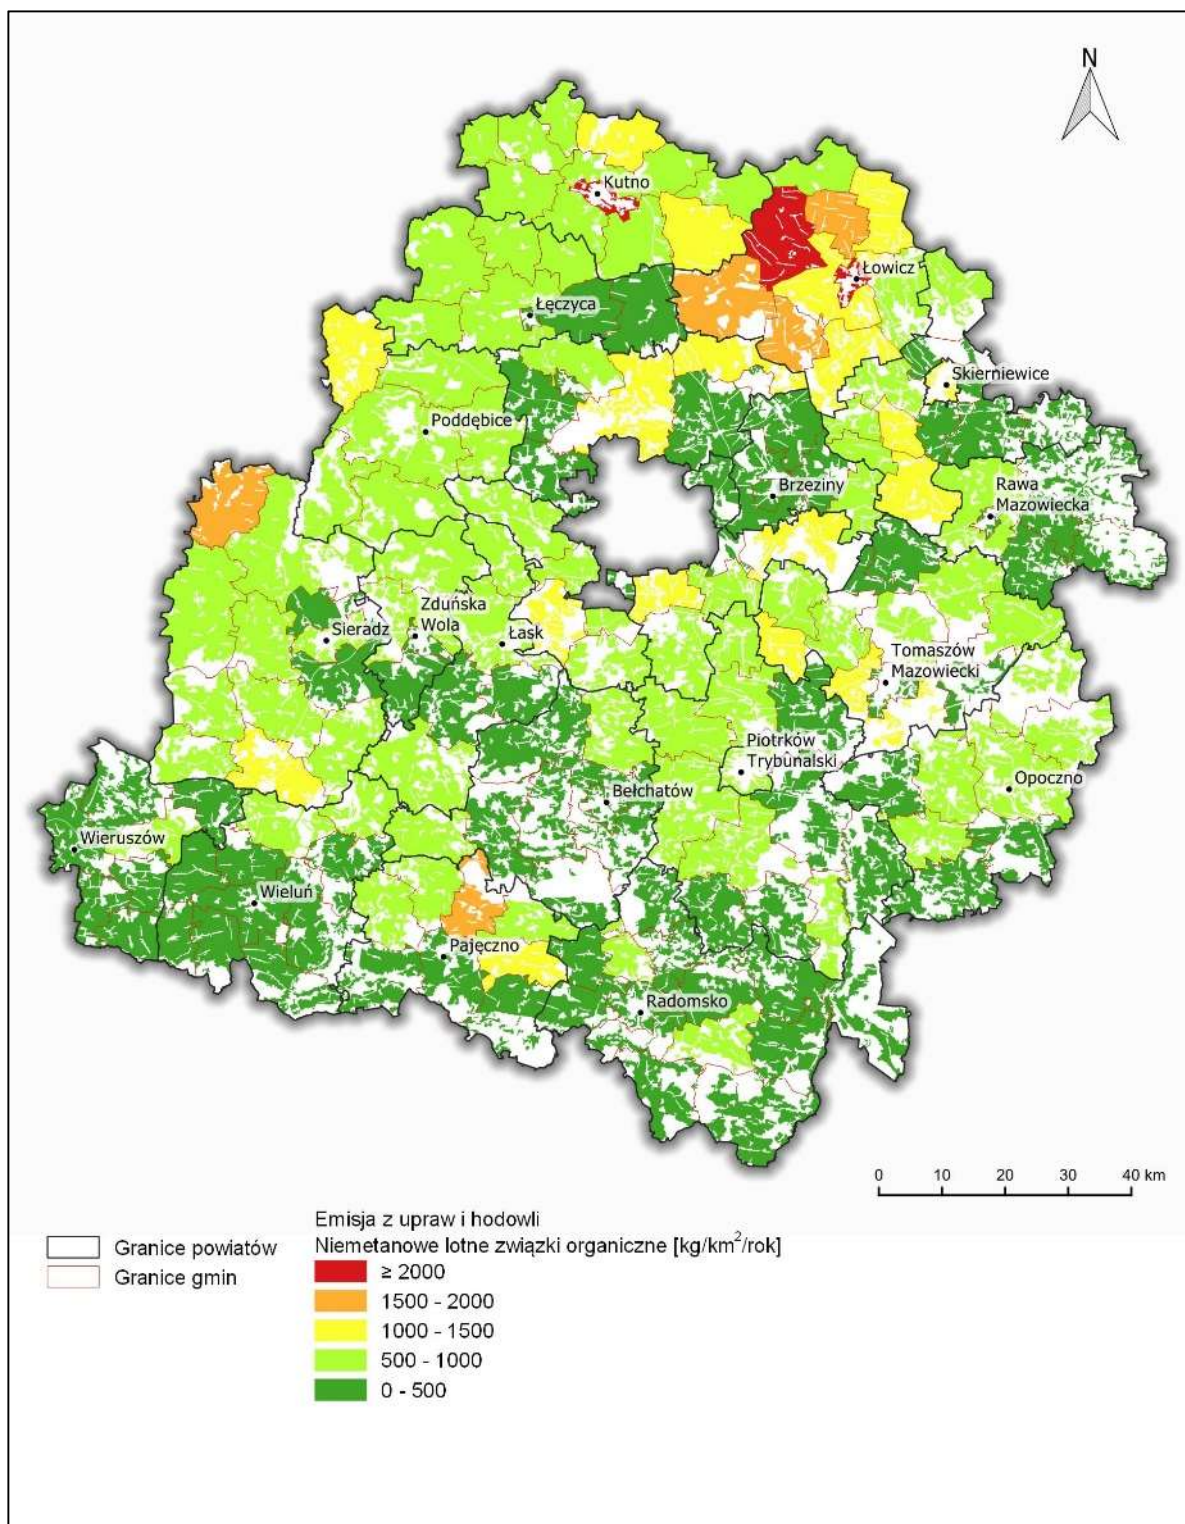 N
Kutno
Łowicz
Łęczyca
Skierniewice
Poddębice
Brzeziny
Rawa
Mazowiecka
Zduńska
Wola
Sieradz
Łask
Tomaszów
Mazowiecki
Piotrków
Trybunalski
Opoczno
Bełchatów
Wieruszów
Wieluń
Pajęczno
Radomsko
0 10 20 30 40 km
Emisja z upraw i hodowli
Niemetanowe lotne związki organiczne [kg/km²/rok]
Granice powiatów
Granice gmin
≥ 2000
1500 - 2000
1000 - 1500
500 - 1000
0 - 500